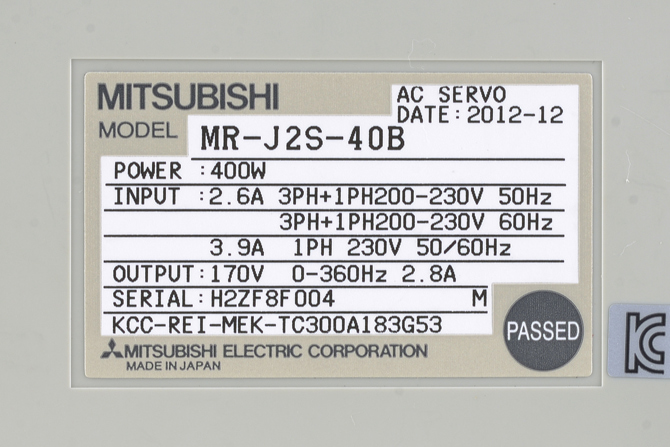 MITSUBISHI
AC SERVO
DATE:2012-12
MODEL MR-J2S-40B
POWER :400W
INPUT :2.6A 3PH+1PH200-230V 50Hz
3PH+1PH200-230V 60Hz
3.9A 1PH 230V 50/60Hz
OUTPUT:170V 0-360Hz 2.8A
SERIAL:H2ZF8F004 M
KCC-REI-MEK-TC300A183G53
PASSED
MITSUBISHI ELECTRIC CORPORATION
MADE IN JAPAN